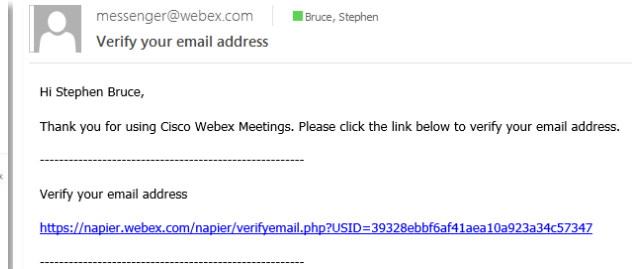 messenger@webex.com Bruce, Stephen
Verify your email address
Hi Stephen Bruce,
Thank you for using Cisco Webex Meetings. Please click the link below to verify your email address.
-------------------------------------------------------
Verify your email address
https://napier.webex.com/napier/verifyemail.php?USID=39328ebbf6af41aea10a923a34c57347
-------------------------------------------------------